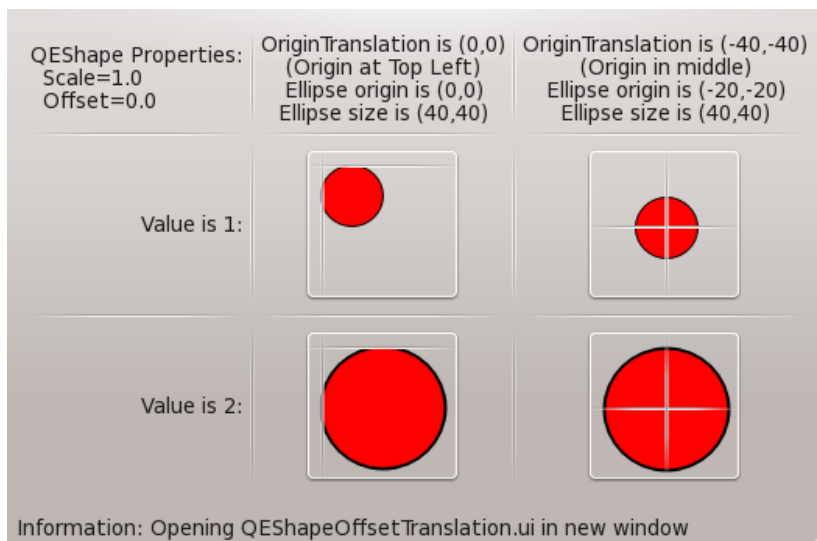 QEShape Properties:
Scale=1.0
Offset=0.0
OriginTranslation is (0,0)
(Origin at Top Left)
Ellipse origin is (0,0)
Ellipse size is (40,40)
OriginTranslation is (-40,-40)
(Origin in middle)
Ellipse origin is (-20,-20)
Ellipse size is (40,40)
Value is 1:
Value is 2:
Information: Opening QEShapeOffsetTranslation.ui in new window